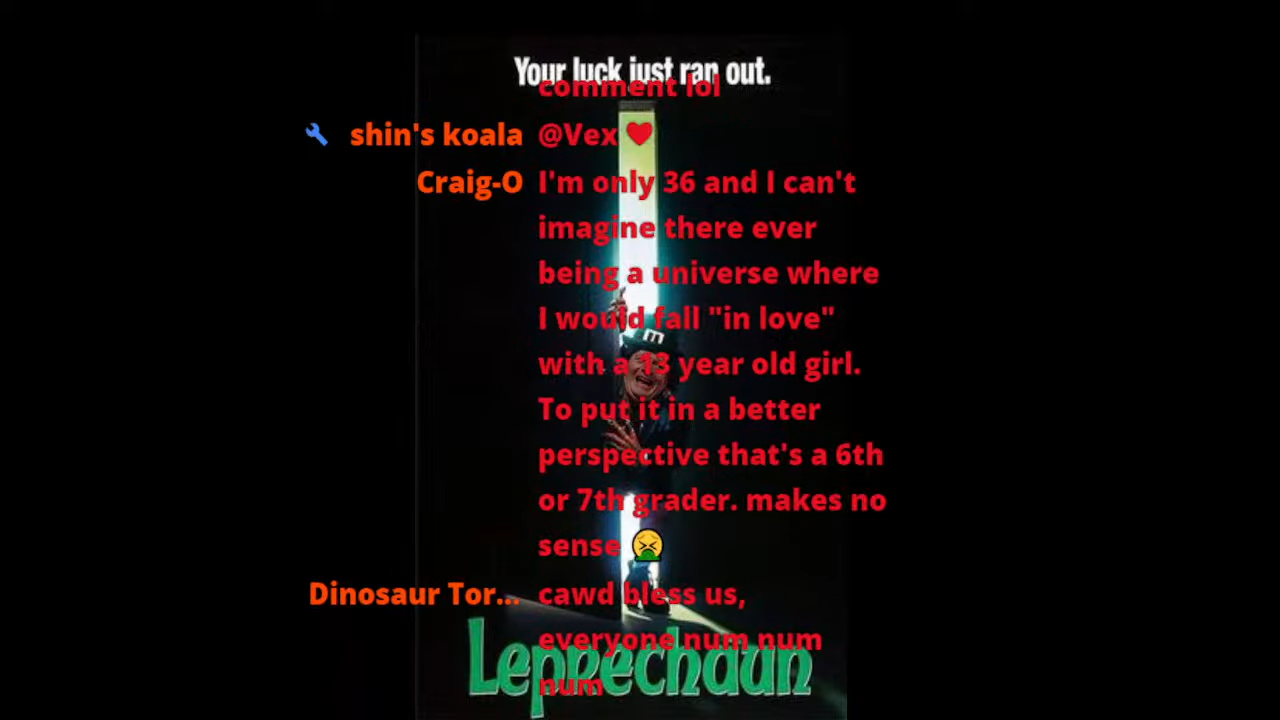 Your luck just ran out.
comment lol
shin's koala @Vex ❤️
Craig-O I'm only 36 and I can't
imagine there ever
being a universe where
I would fall "in love"
with a 13 year old girl.
To put it in a better
perspective that's a 6th
or 7th grader. makes no
sense 🤮
Dinosaur Tor... cawd bless us,
everyone num num
num
Leprechaun